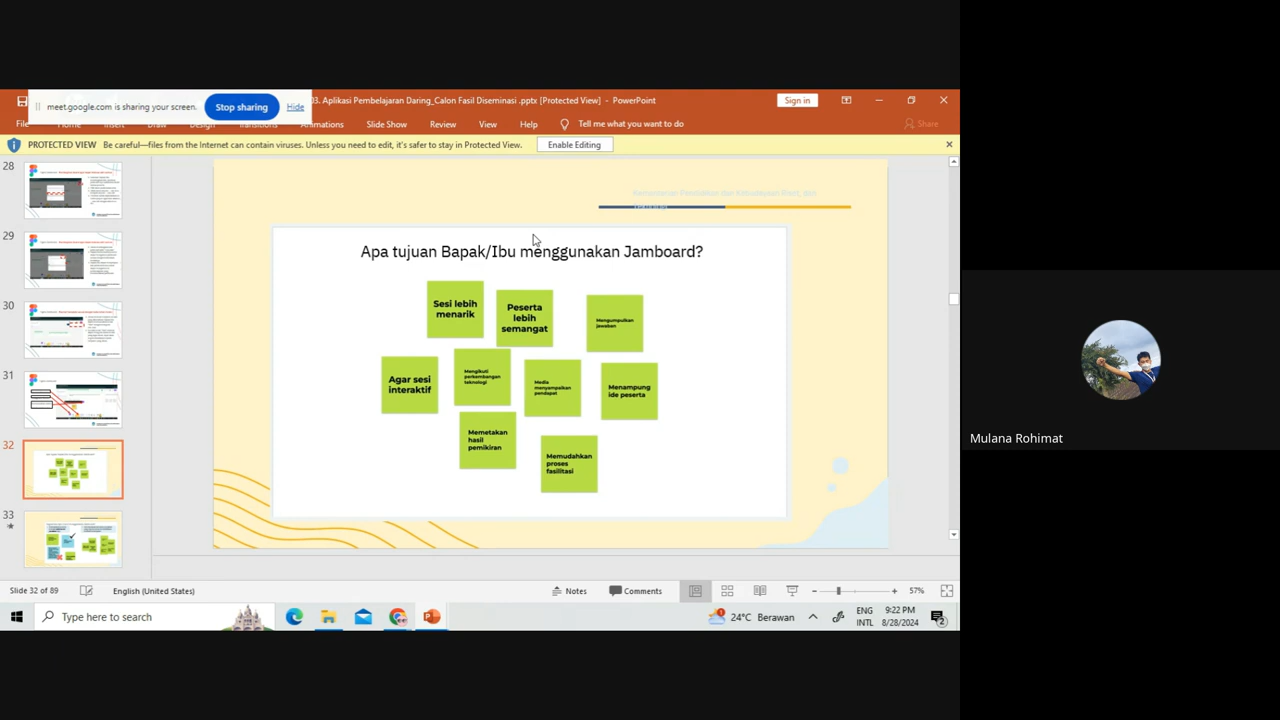 meet.google.com is sharing your screen.
Stop sharing
Hide
03. Aplikasi Pembelajaran Daring_Calon Fasil Diseminasi .pptx [Protected View] - PowerPoint
Sign in
File
Home
Insert
Draw
Design
Transitions
Animations
Slide Show
Review
View
Help
Tell me what you want to do
Share
PROTECTED VIEW Be careful—files from the Internet can contain viruses. Unless you need to edit, it's safer to stay in Protected View.
Enable Editing
28
29
30
31
32
33
Apa tujuan Bapak/Ibu menggunakan Jamboard?
Sesi lebih
menarik
Peserta
lebih
semangat
Mengumpulkan
jawaban
Agar sesi
interaktif
Mengikuti
perkembangan
teknologi
Media
menyampaikan
pendapat
Menampung
ide peserta
Memetakan
hasil
pemikiran
Memudahkan
proses
fasilitasi
Mulana Rohimat
Slide 32 of 89
English (United States)
Notes
Comments
57%
Type here to search
24°C Berawan
ENG
INTL
9:22 PM
8/28/2024
2